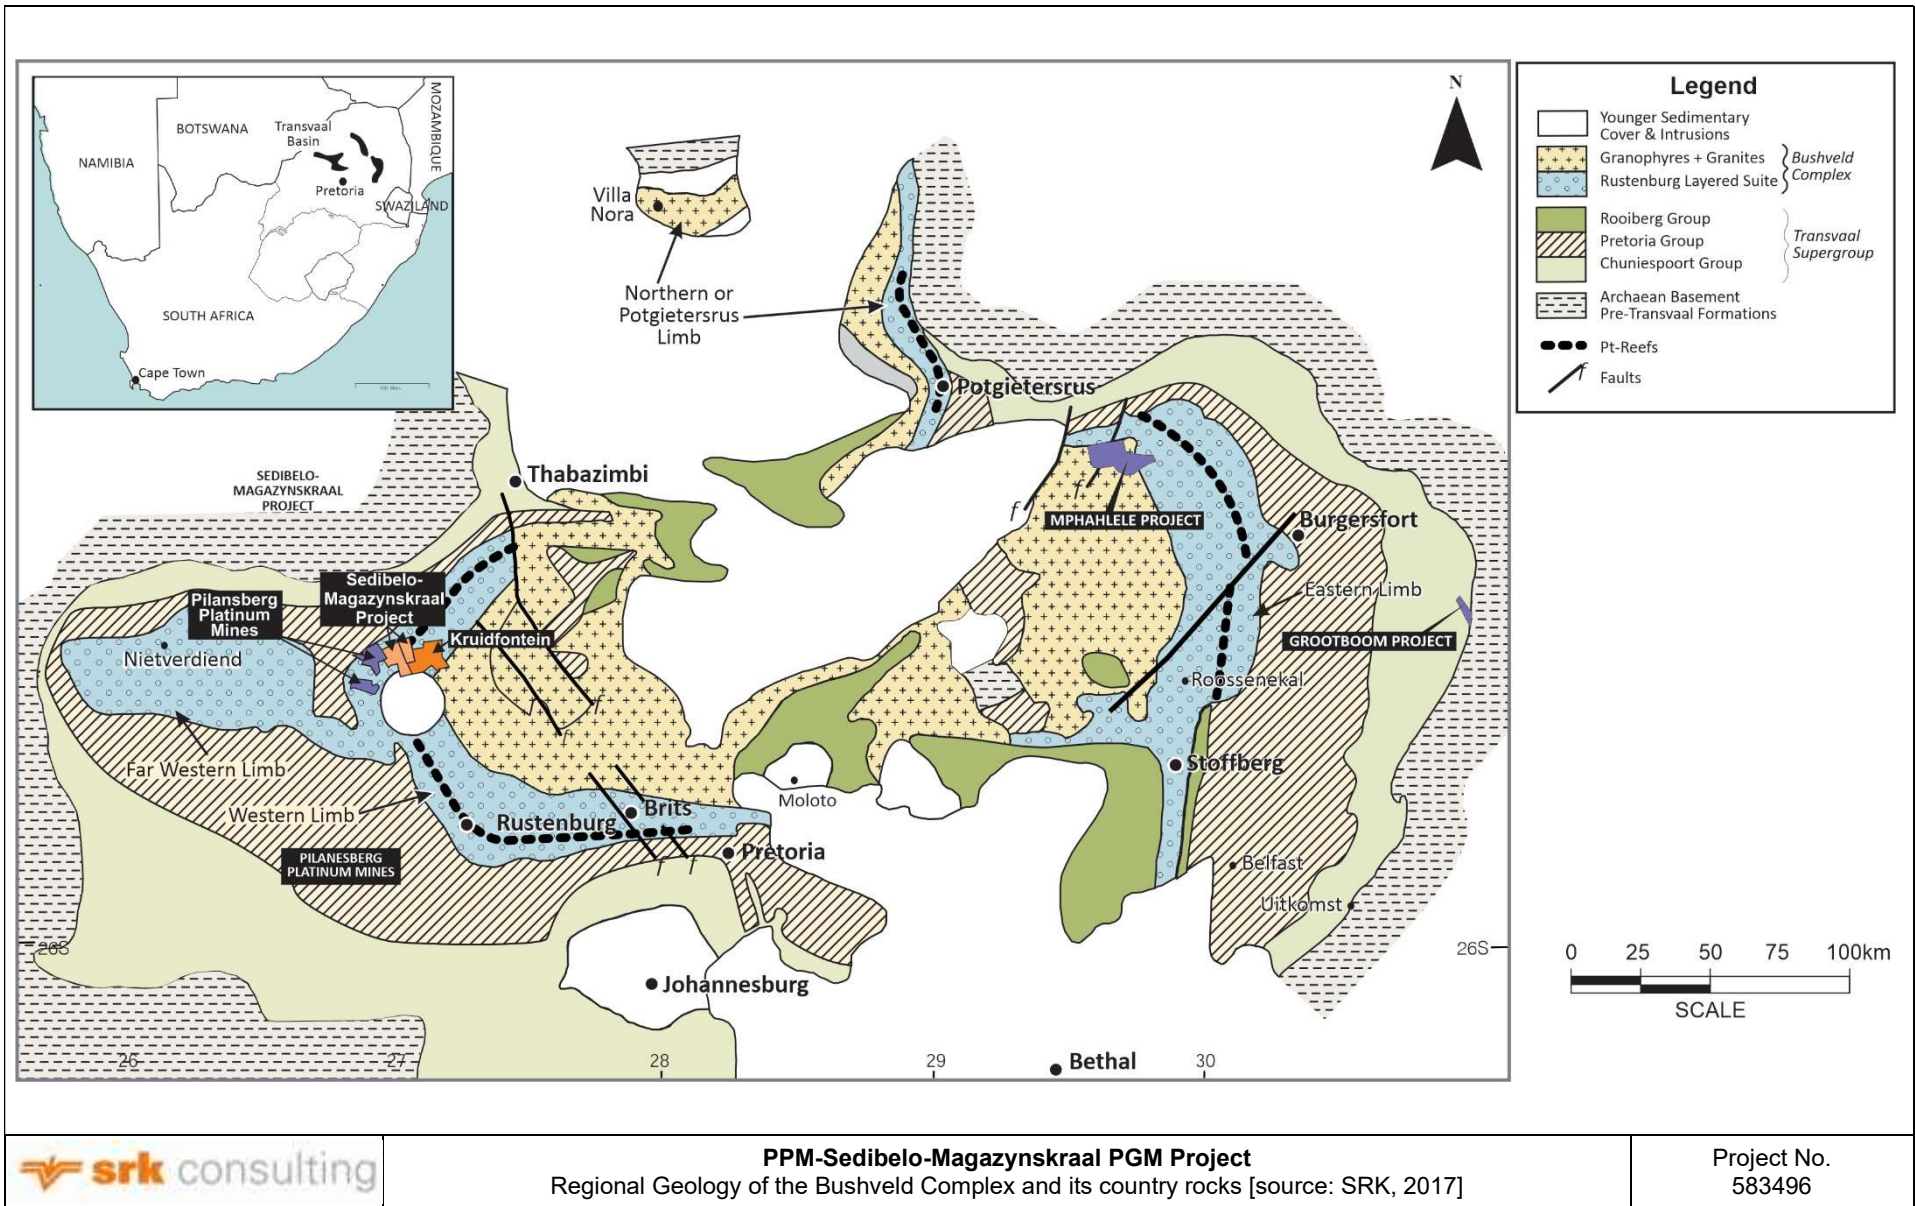 NAMIBIA
BOTSWANA
Transvaal
Basin
MOZAMBIQUE
Pretoria
SWAZILAND
SOUTH AFRICA
Cape Town
N
Villa
Nora
Northern or
Potgietersrus
Limb
Potgietersrus
Thabazimbi
SEDIBELO-
MAGAZYNSKRAAL
PROJECT
f
f
MPHAHLELE PROJECT
Burgersfort
Sedibelo-
Magazynskraal
Project
Pilansberg
Platinum
Mines
Kruidfontein
Eastern Limb
GROOTBOOM PROJECT
Nietverdiend
Roossenekal
f
f
Far Western Limb
Stoffberg
Western Limb
Moloto
Brits
Rustenburg
Pretoria
PILANESBERG
PLATINUM MINES
f
f
Belfast
Uitkomst
26S
26S
Johannesburg
26
27
28
29
30
Bethal
Legend
Younger Sedimentary
Cover & Intrusions
Granophyres + Granites
Rustenburg Layered Suite
Bushveld
Complex
Rooiberg Group
Pretoria Group
Chuniespoort Group
Transvaal
Supergroup
Archaean Basement
Pre-Transvaal Formations
Pt-Reefs
f
Faults
0 25 50 75 100km
SCALE
srk consulting
PPM-Sedibelo-Magazynskraal PGM Project
Regional Geology of the Bushveld Complex and its country rocks [source: SRK, 2017]
Project No.
583496